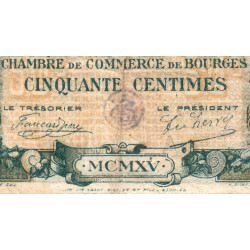 CHAMBRE DE COMMERCE DE BOURGES
CINQUANTE CENTIMES
LE TRÉSORIER
LE PRÉSIDENT
MCMXV